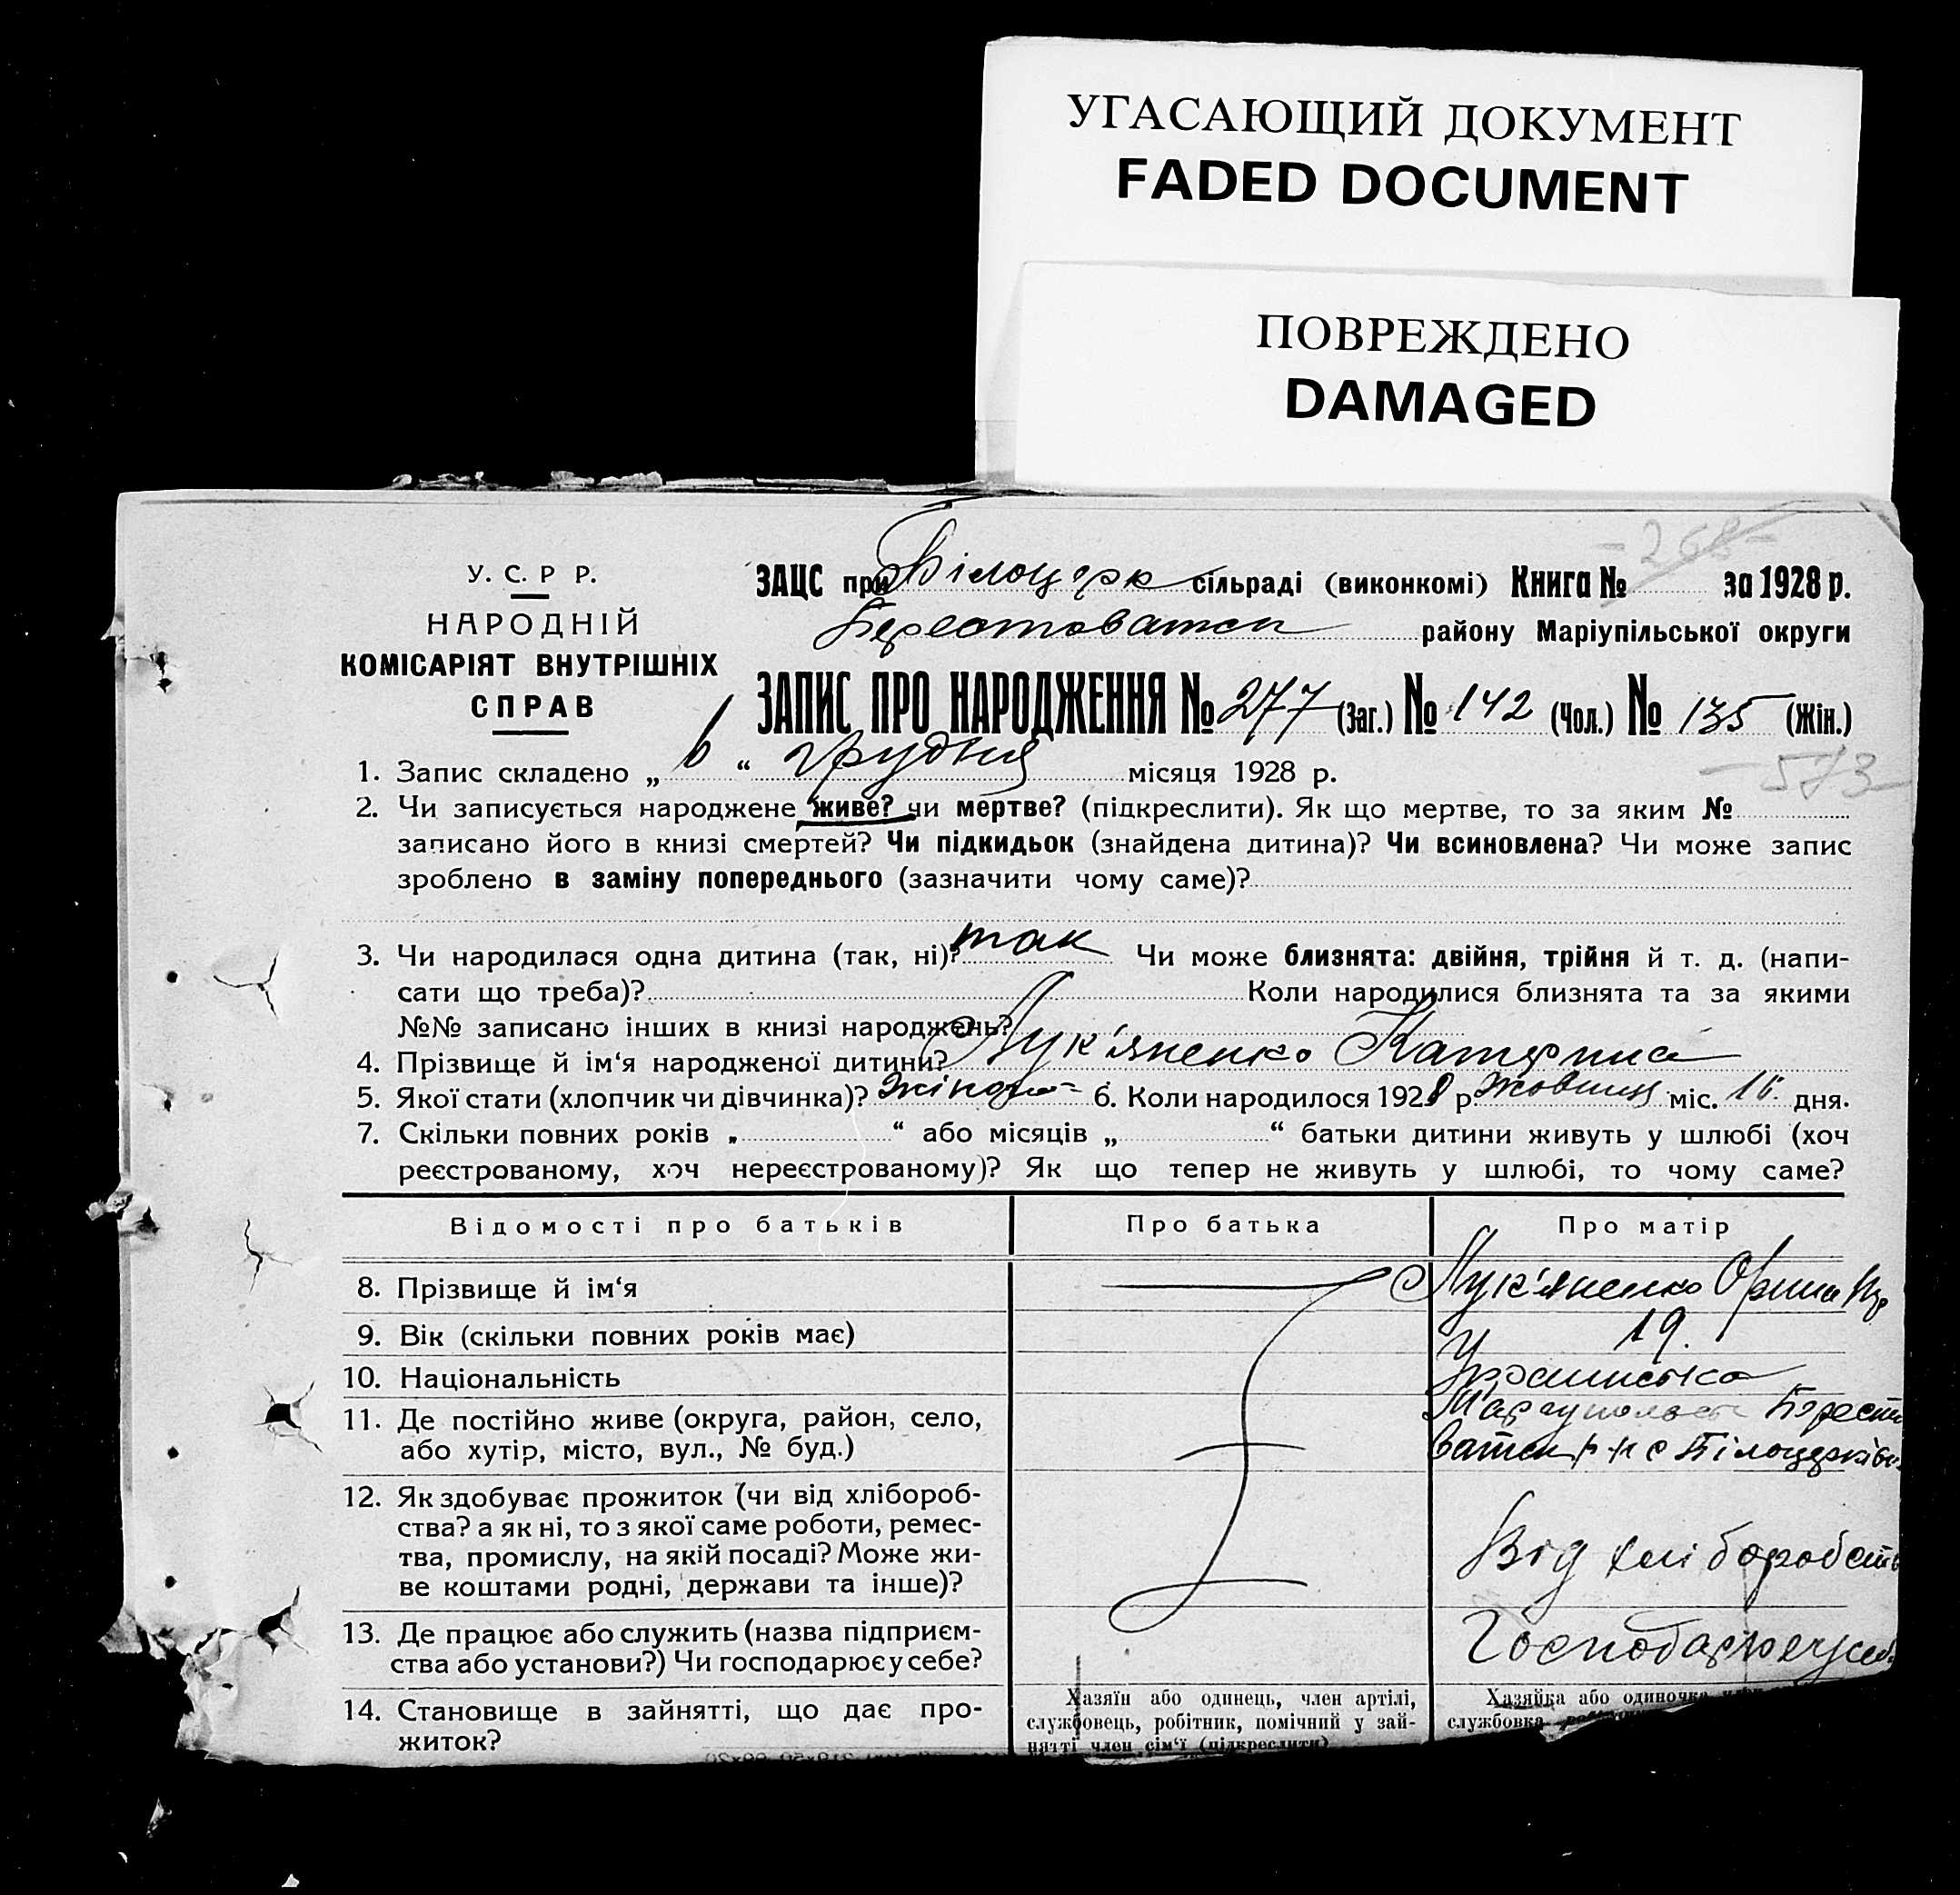 УГАСАЮЩИЙ ДОКУМЕНТ
FADED DOCUMENT
ПОВРЕЖДЕНО
DAMAGED
-268-
У. С. Р Р.
НАРОДНІЙ
КОМІСАРІЯТ ВНУТРІШНІХ
СПРАВ
ЗАЦС при Білоцерк сільраді (виконкомі) Книга № за 1928 р.
Берестоватськ району Маріупільської округи
ЗАПИС ПРО НАРОДЖЕННЯ № 277 (Заг.) № 142 (Чол.) № 135 (Жін.)
-573-
1. Запис складено „ 6 “ грудня місяця 1928 р.
2. Чи записується народжене живе? чи мертве? (підкреслити). Як що мертве, то за яким №
записано його в книзі смертей? Чи підкидьок (знайдена дитина)? Чи всиновлена? Чи може запис
зроблено в заміну попереднього (зазначити чому саме)?
3. Чи народилася одна дитина (так, ні)? так Чи може близнята: двійня, трійня й т. д. (напи-
сати що треба)? Коли народилися близнята та за якими
№№ записано інших в книзі народжень?
4. Прізвище й ім‘я народженої дитини? Лук'яненко Катерина
5. Якої стати (хлопчик чи дівчинка)? 6. Коли народилося 1928 р. жовтня міс. 16 дня.
7. Скільки повних років „ “ або місяців „ “ батьки дитини живуть у шлюбі (хоч
реєстрованому, хоч нереєстрованому)? Як що тепер не живуть у шлюбі, то чому саме?
Відомості про батьків
Про батька
Про матір
8. Прізвище й ім‘я
Лук'яненко Орина
9. Вік (скільки повних років має)
19.
10. Національність
Українська
11. Де постійно живе (округа, район, село,
або хутір, місто, вул., № буд.)
12. Як здобуває прожиток (чи від хлібороб-
ства? а як ні, то з якої саме роботи, ремес-
тва, промислу, на якій посаді? Може жи-
ве коштами родні, держави та інше)?
Від хліборобств
13. Де працює або служить (назва підприєм-
ства або установи?) Чи господарює у себе?
Господарює у себ
14. Становище в зайнятті, що дає про-
житок?
Хазяїн або одинець, член артілі,
службовець, робітник, помічний у зай-
нятті член сім‘ї (підкреслити)
Хазяйка або одиночка
службовка